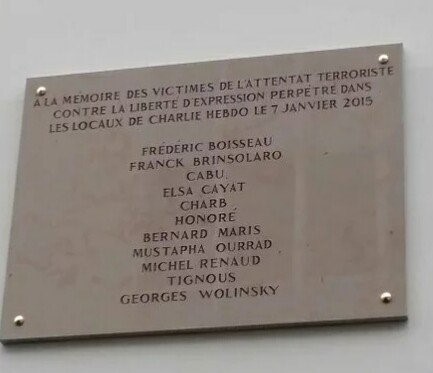 A LA MEMOIRE DES VICTIMES DE L'ATTENTAT TERRORISTE
CONTRE LA LIBERTÉ D'EXPRESSION PERPÉTRÉ DANS
LES LOCAUX DE CHARLIE HEBDO LE 7 JANVIER 2015
FRÉDÉRIC BOISSEAU
FRANCK BRINSOLARO
CABU
ELSA CAYAT
CHARB
HONORÉ
BERNARD MARIS
MUSTAPHA OURRAD
MICHEL RENAUD
TIGNOUS
GEORGES WOLINSKY